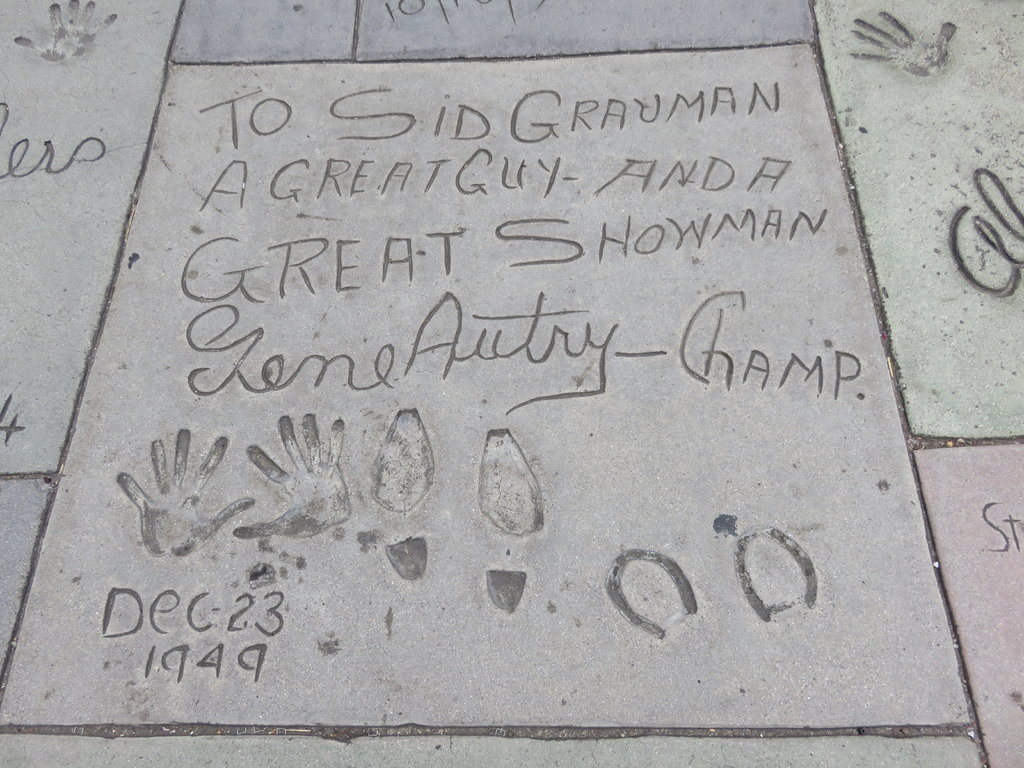 TO SID GRAUMAN
A GREAT GUY- AND A
GREAT SHOWMAN
Gene Autry - CHAMP.
DEC-23
1949